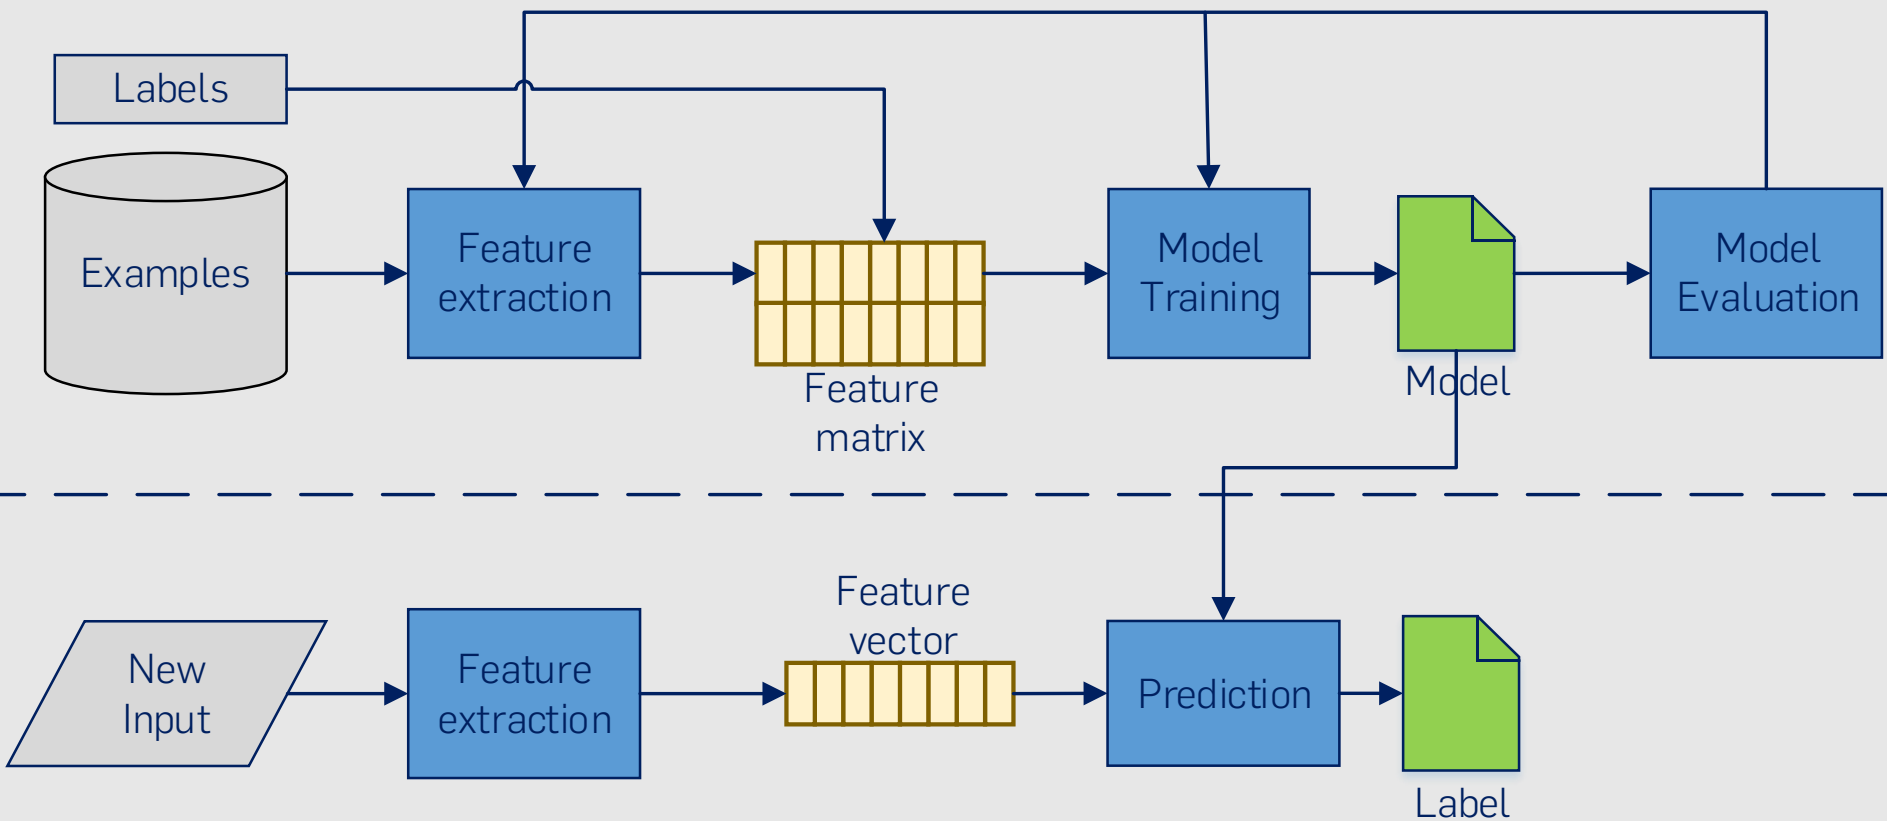 Labels
Examples
Feature
extraction
Feature
matrix
Model
Training
Model
Model
Evaluation
New
Input
Feature
extraction
Feature
vector
Prediction
Label